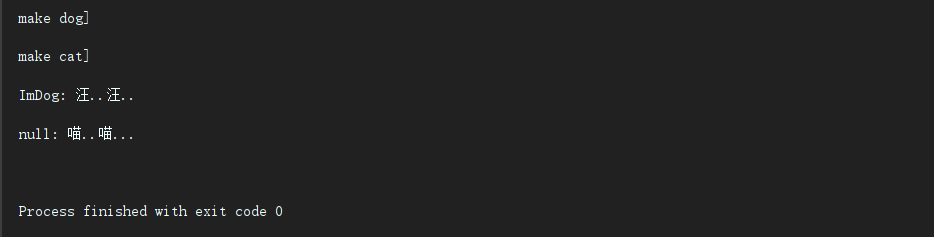 make dog]
make cat]
ImDog: 汪..汪..
null: 喵..喵...
Process finished with exit code 0